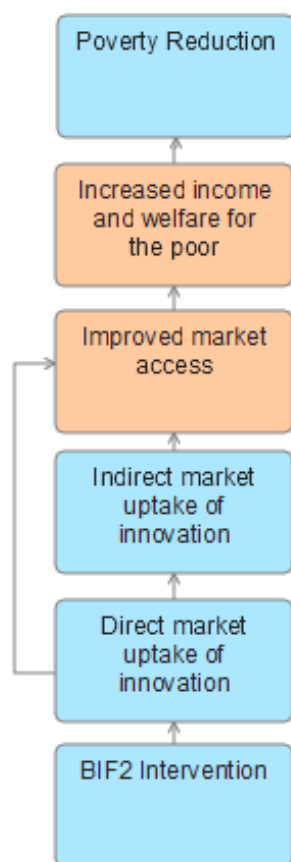 Poverty Reduction
Increased income
and welfare for
the poor
Improved market
access
Indirect market
uptake of
innovation
Direct market
uptake of
innovation
BIF2 Intervention